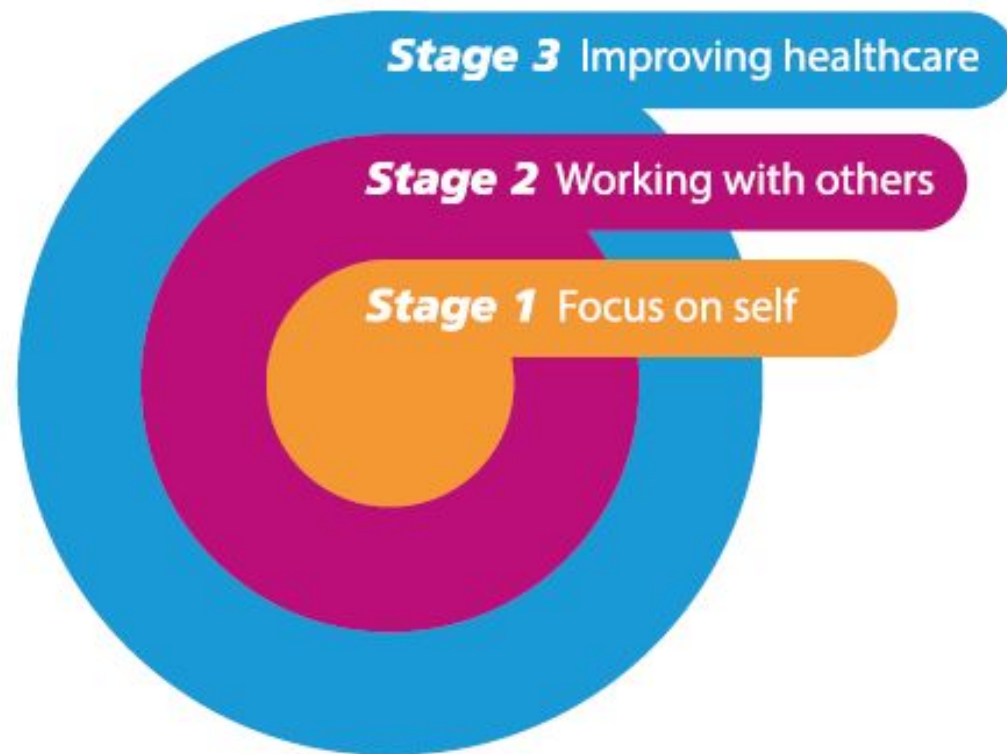 Stage 3 Improving healthcare
Stage 2 Working with others
Stage 1 Focus on self